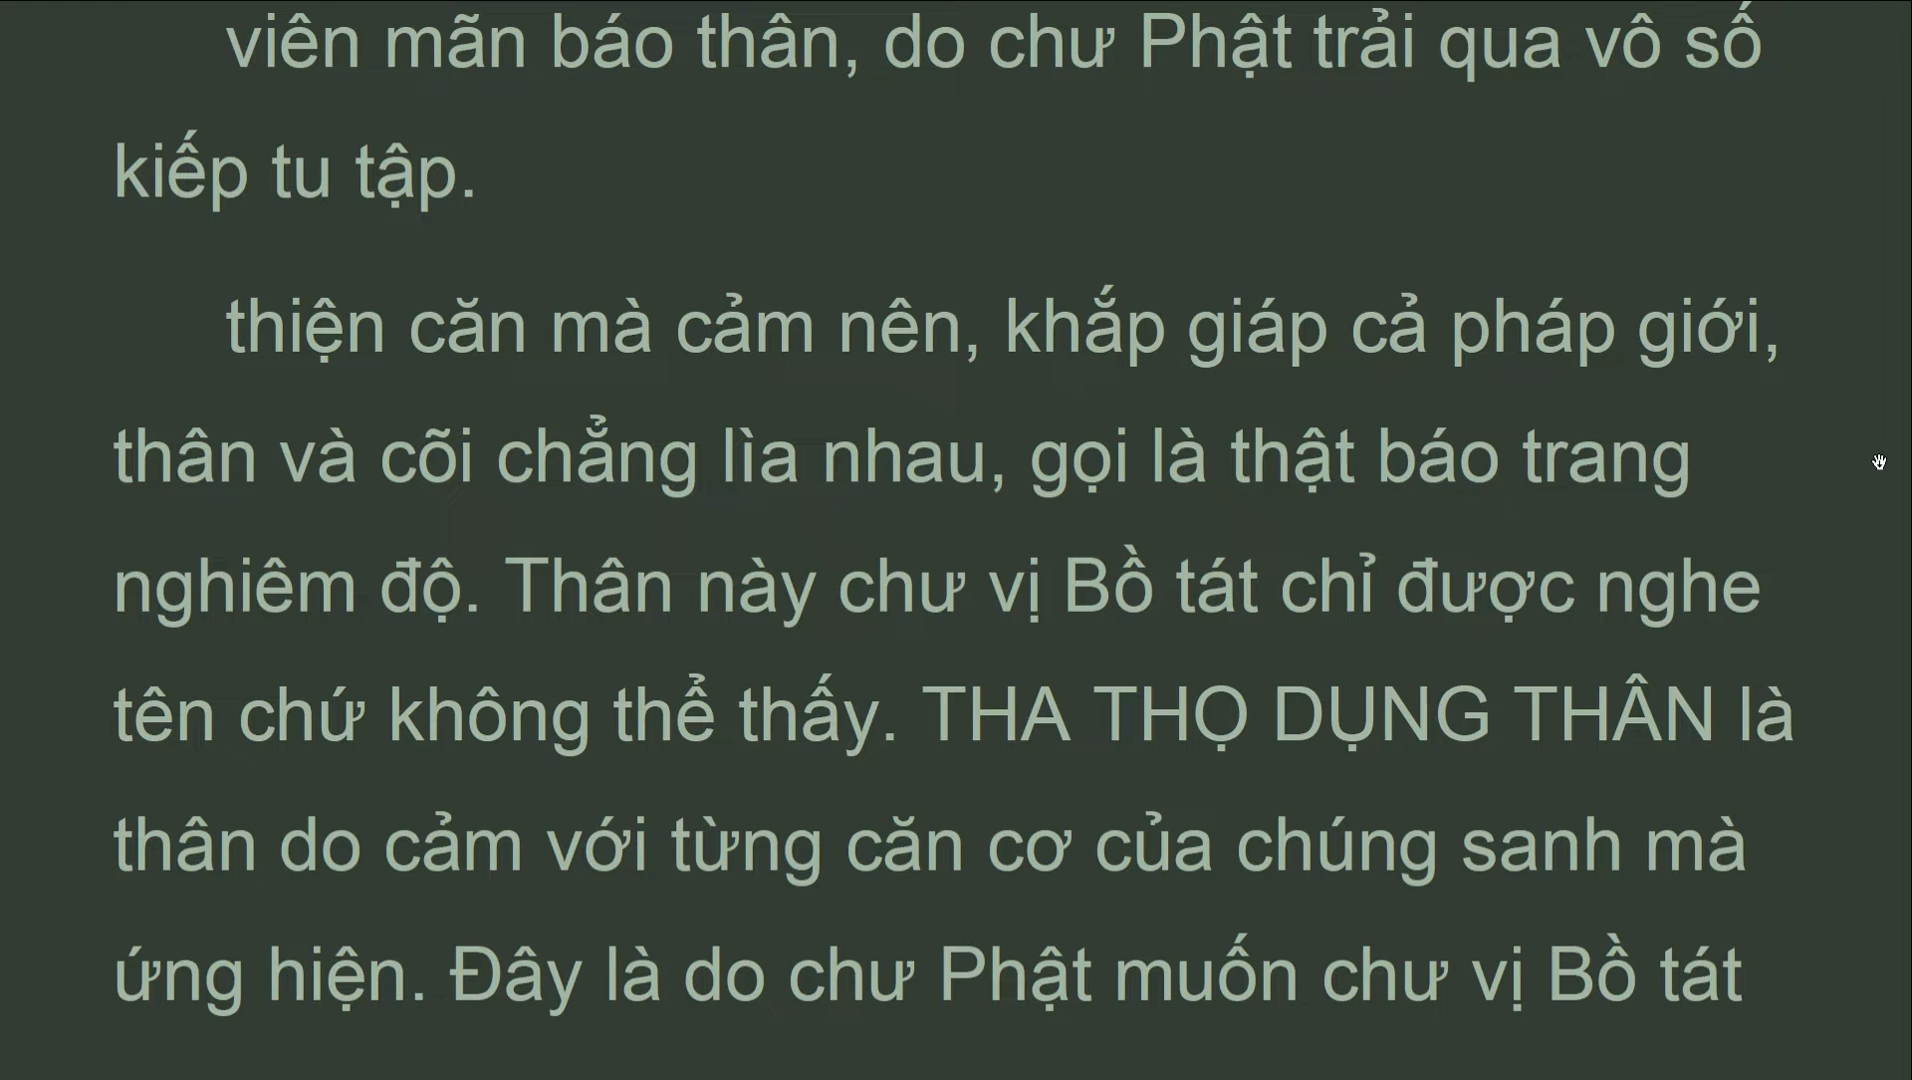 viên mãn báo thân, do chư Phật trải qua vô số
kiếp tu tập.
thiện căn mà cảm nên, khắp giáp cả pháp giới,
thân và cõi chẳng lìa nhau, gọi là thật báo trang
nghiêm độ. Thân này chư vị Bồ tát chỉ được nghe
tên chứ không thể thấy. THA THỌ DỤNG THÂN là
thân do cảm với từng căn cơ của chúng sanh mà
ứng hiện. Đây là do chư Phật muốn chư vị Bồ tát